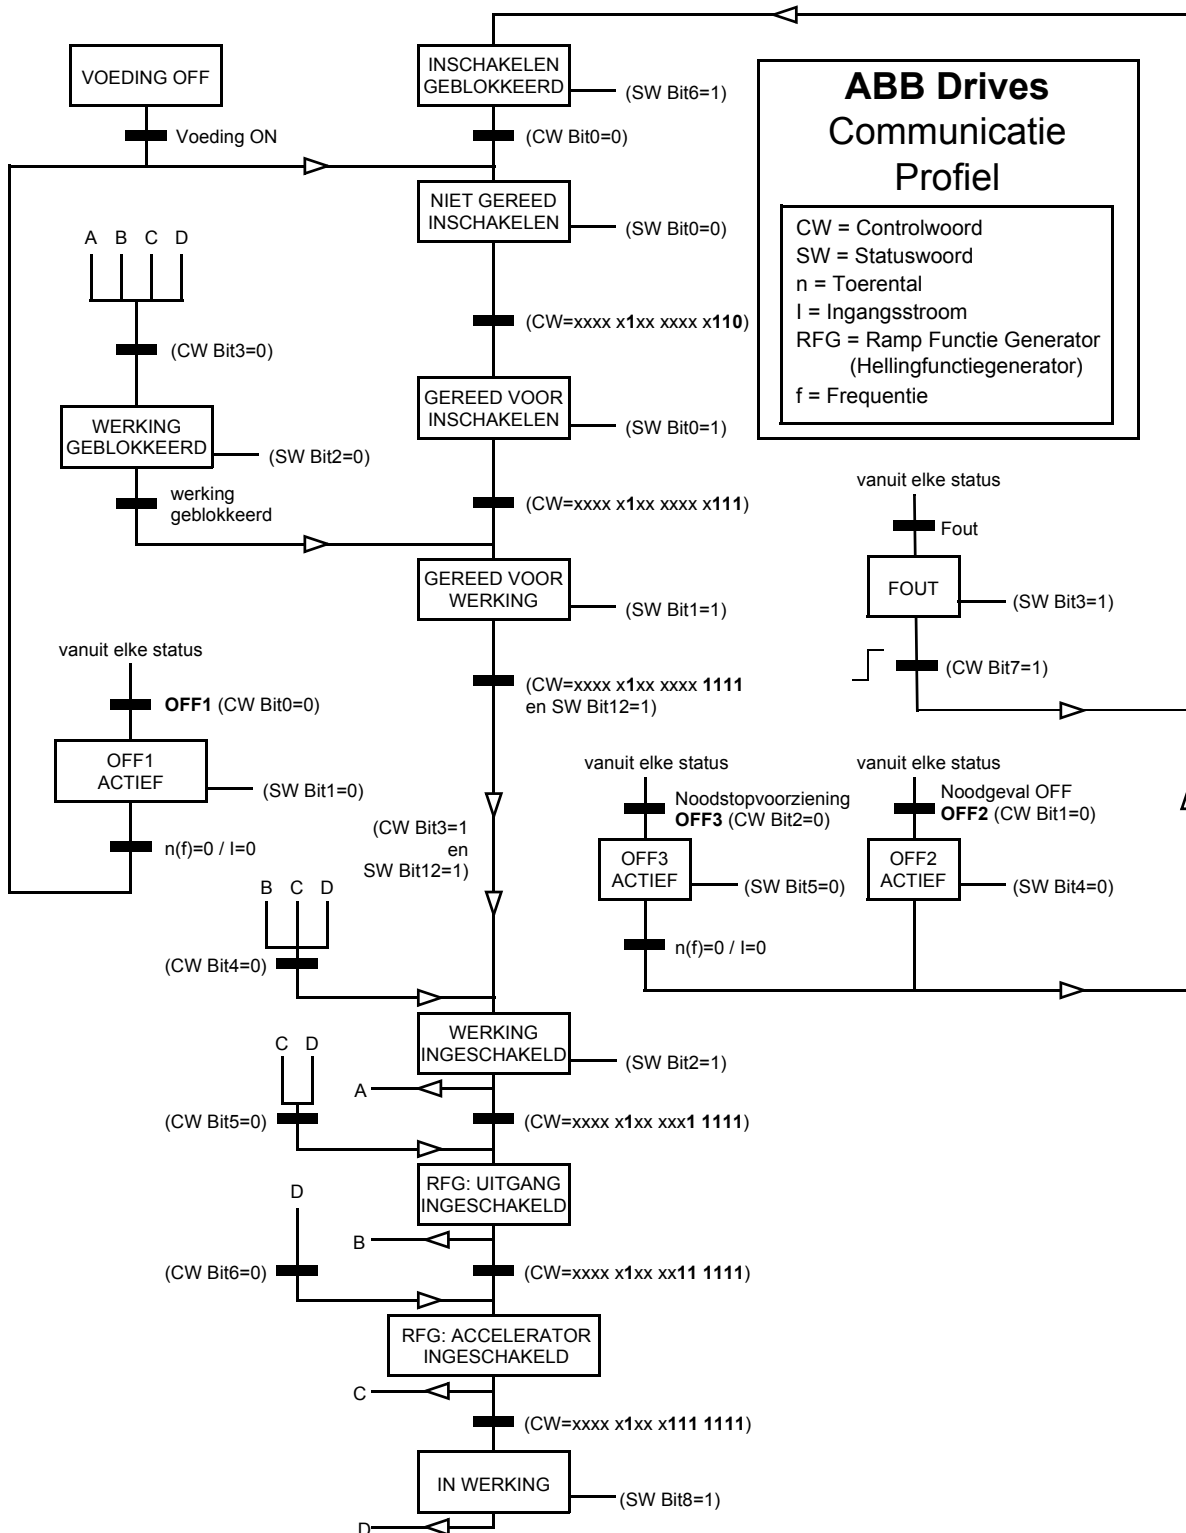 VOEDING OFF
Voeding ON
INSCHAKELEN
GEBLOKKEERD
(SW Bit6=1)
(CW Bit0=0)
ABB Drives
Communicatie
Profiel
CW = Controlwoord
SW = Statuswoord
n = Toerental
I = Ingangsstroom
RFG = Ramp Functie Generator
(Hellingfunctiegenerator)
f = Frequentie
NIET GEREED
INSCHAKELEN
(SW Bit0=0)
A B C D
(CW Bit3=0)
(CW=xxxx x1xx xxxx x110)
WERKING
GEBLOKKEERD
(SW Bit2=0)
werking
geblokkeerd
GEREED VOOR
INSCHAKELEN
(SW Bit0=1)
(CW=xxxx x1xx xxxx x111)
vanuit elke status
Fout
FOUT
(SW Bit3=1)
(CW Bit7=1)
GEREED VOOR
WERKING
(SW Bit1=1)
(CW=xxxx x1xx xxxx 1111
en SW Bit12=1)
vanuit elke status
OFF1 (CW Bit0=0)
OFF1
ACTIEF
(SW Bit1=0)
n(f)=0 / I=0
(CW Bit3=1
en
SW Bit12=1)
vanuit elke status
Noodstopvoorziening
OFF3 (CW Bit2=0)
OFF3
ACTIEF
(SW Bit5=0)
n(f)=0 / I=0
vanuit elke status
Noodgeval OFF
OFF2 (CW Bit1=0)
OFF2
ACTIEF
(SW Bit4=0)
B C D
(CW Bit4=0)
WERKING
INGESCHAKELD
(SW Bit2=1)
A
C D
(CW Bit5=0)
(CW=xxxx x1xx xxx1 1111)
RFG: UITGANG
INGESCHAKELD
B
D
(CW Bit6=0)
(CW=xxxx x1xx xx11 1111)
RFG: ACCELERATOR
INGESCHAKELD
C
(CW=xxxx x1xx x111 1111)
IN WERKING
(SW Bit8=1)
D